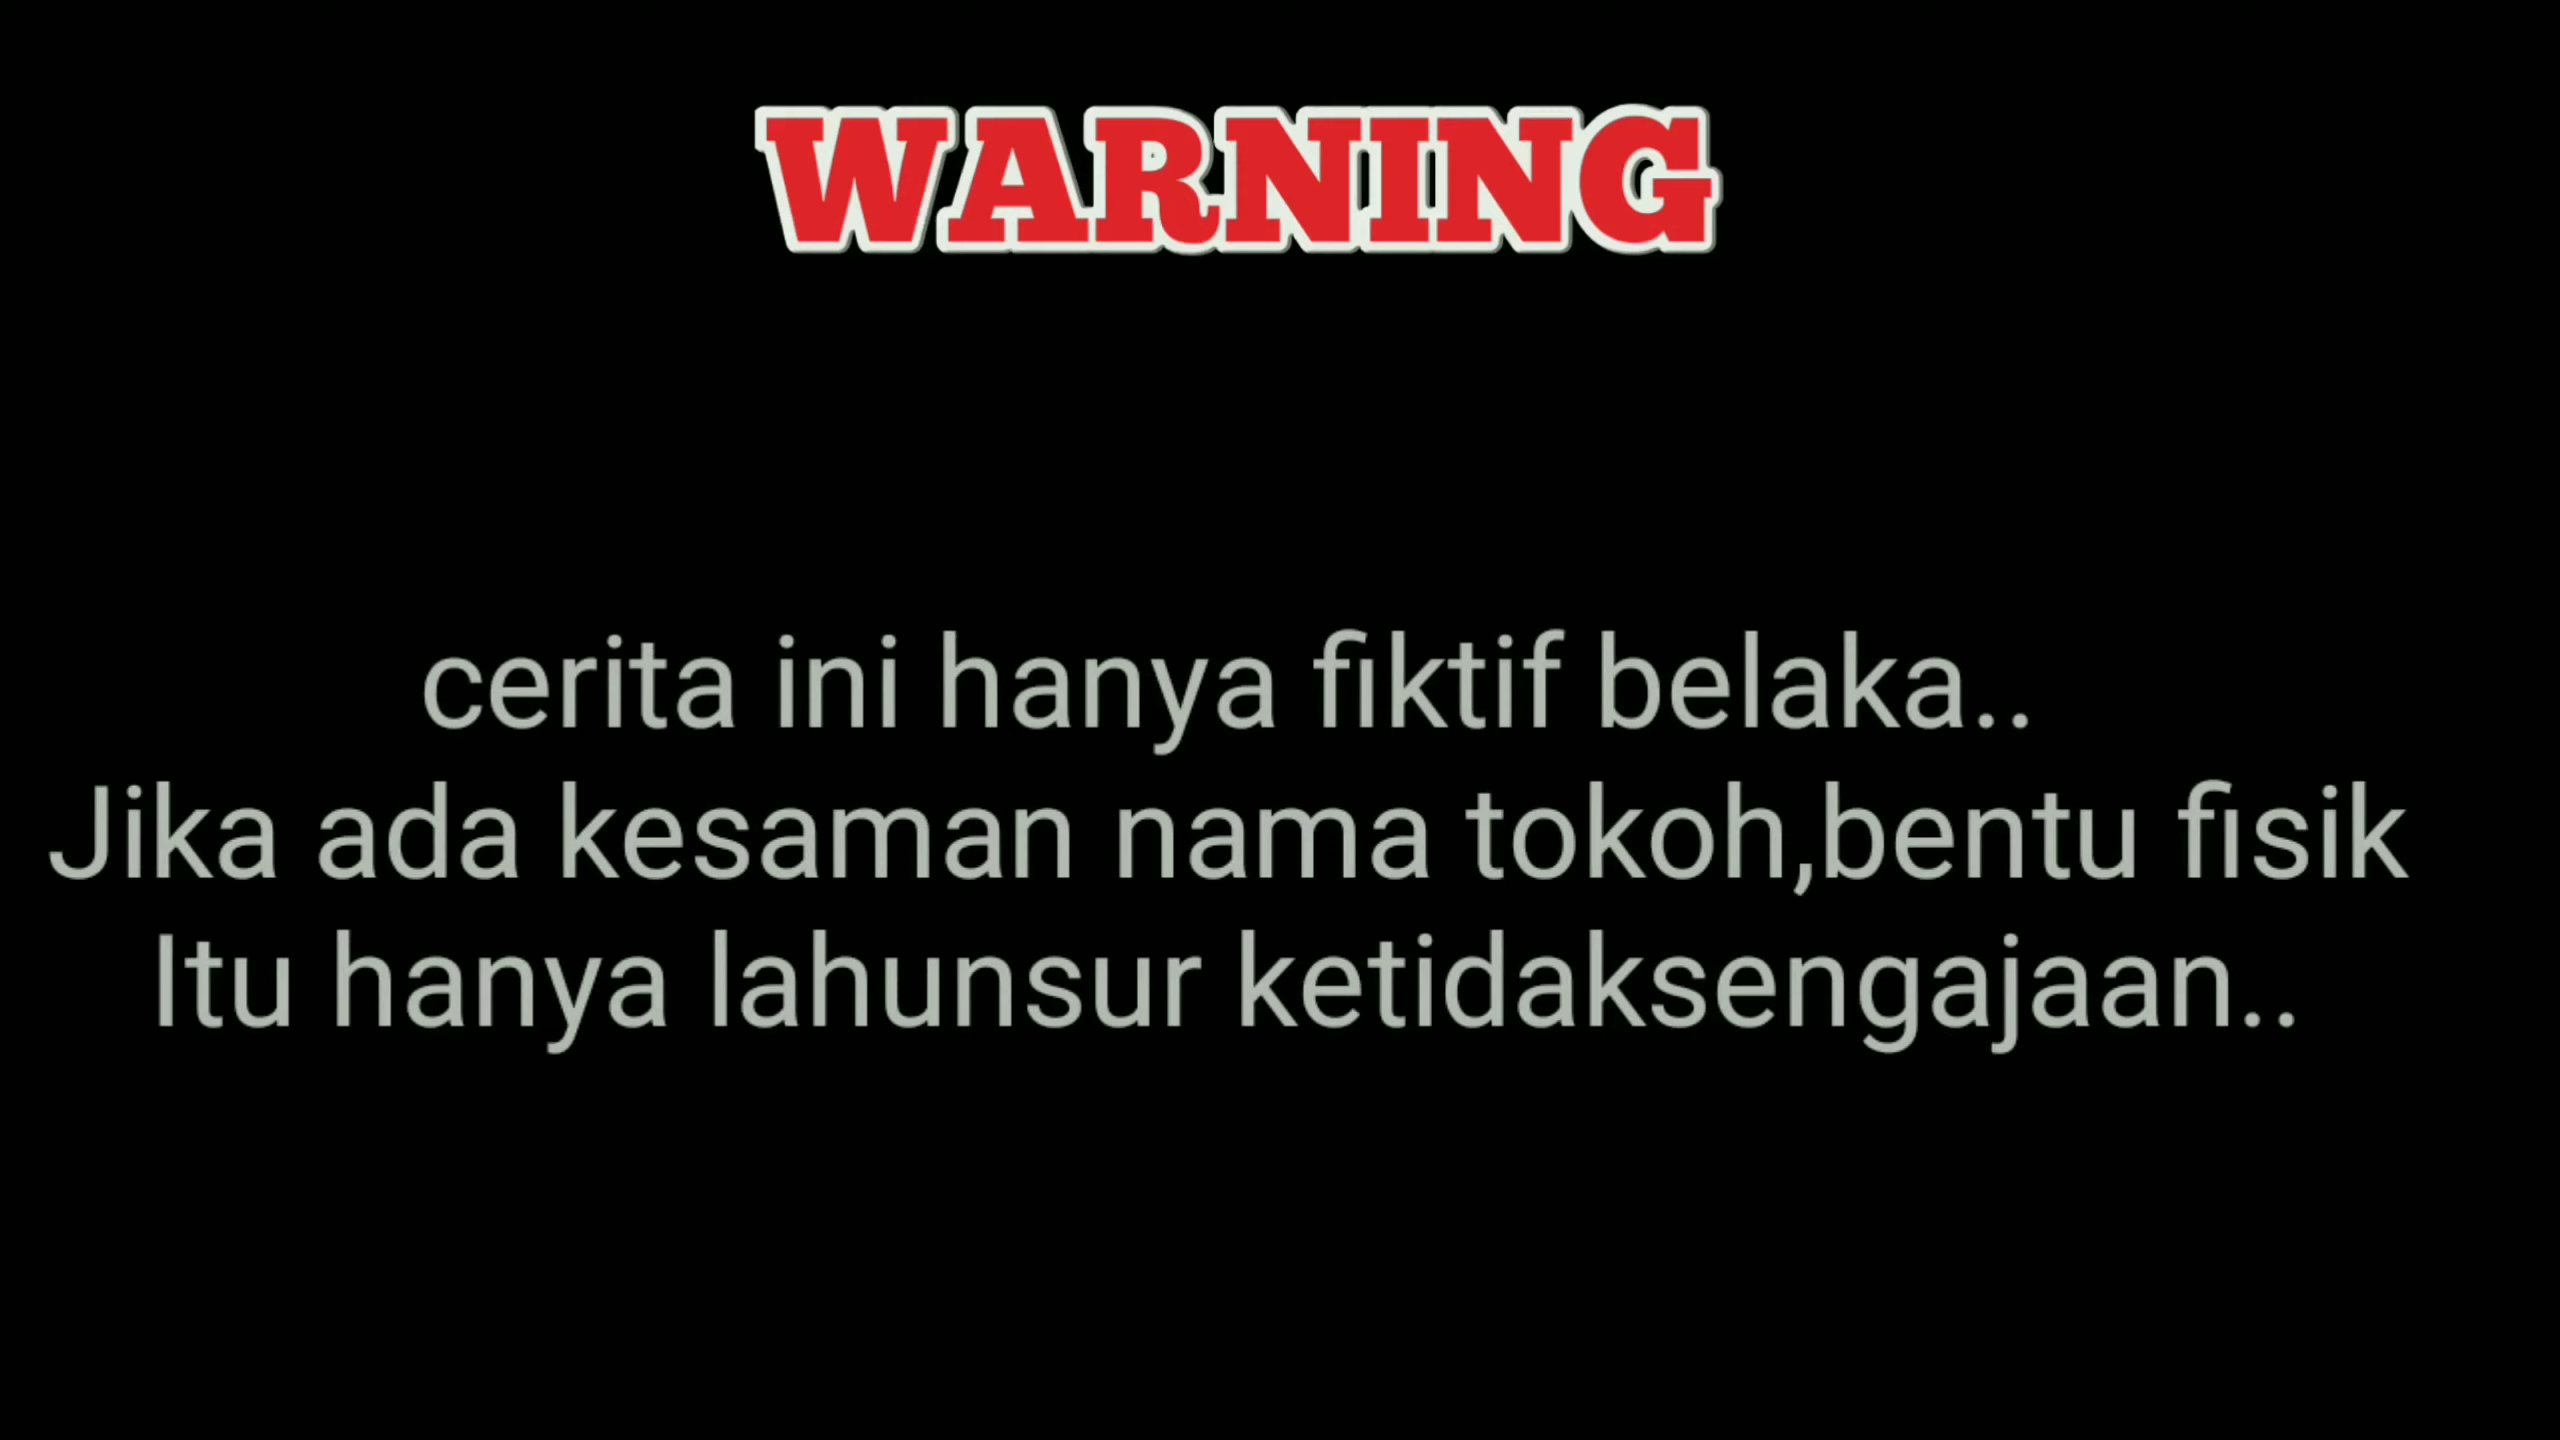 WARNING
cerita ini hanya fiktif belaka..
Jika ada kesaman nama tokoh,bentu fisik
Itu hanya lahunsur ketidaksengajaan..